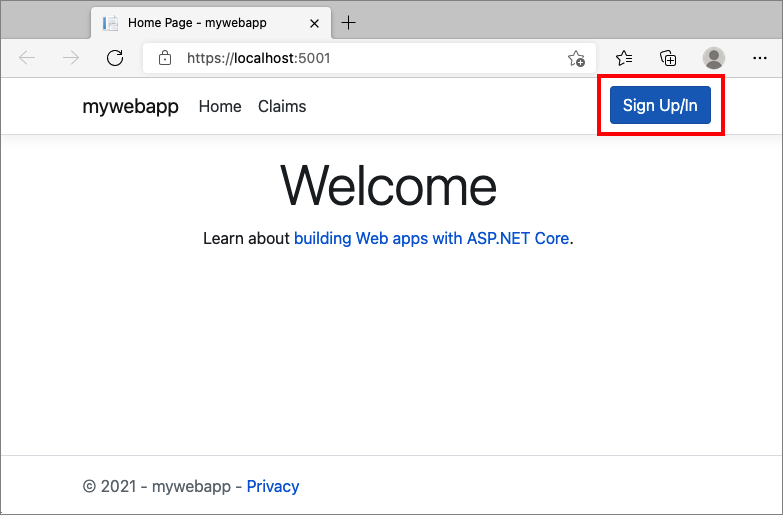 Home Page - mywebapp
https://localhost:5001
mywebapp Home Claims Sign Up/In
Welcome
Learn about building Web apps with ASP.NET Core.
© 2021 - mywebapp - Privacy